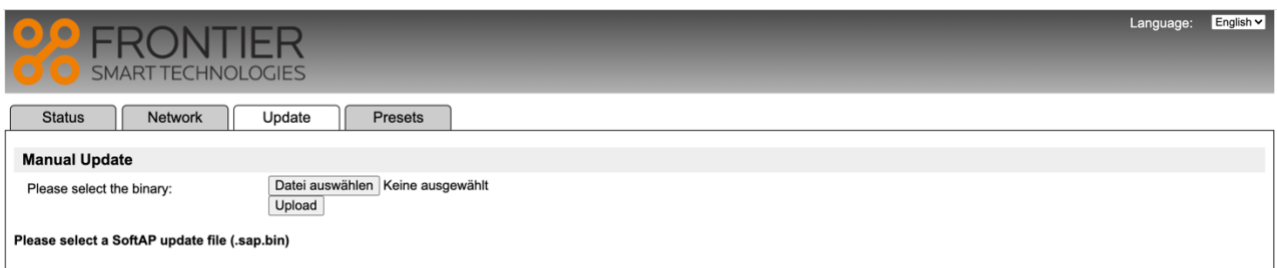 Language: English
FRONTIER
SMART TECHNOLOGIES
Status Network Update Presets
Manual Update
Please select the binary: Datei auswählen Keine ausgewählt
Upload
Please select a SoftAP update file (.sap.bin)